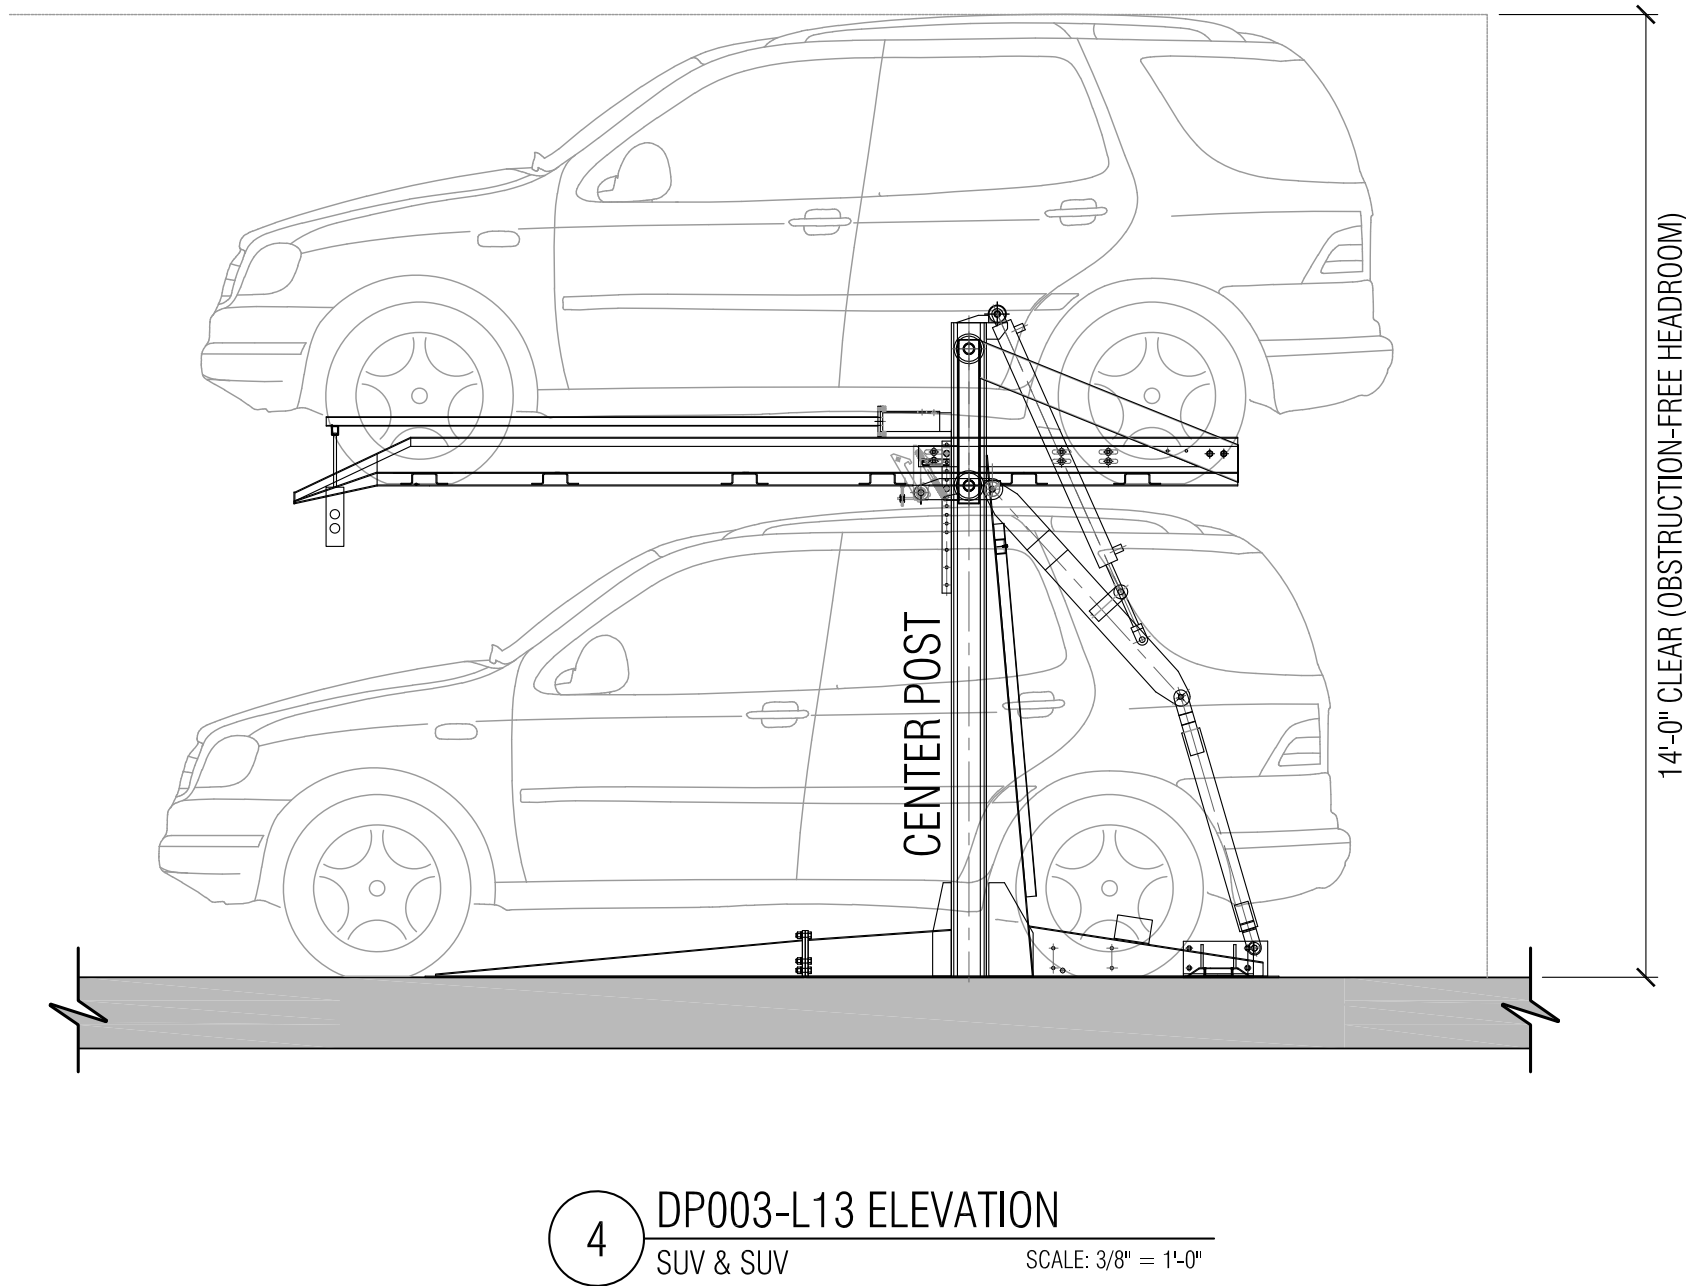 14'-0" CLEAR (OBSTRUCTION-FREE HEADROOM)
CENTER POST
4
DP003-L13 ELEVATION
SUV & SUV
SCALE: 3/8" = 1'-0"